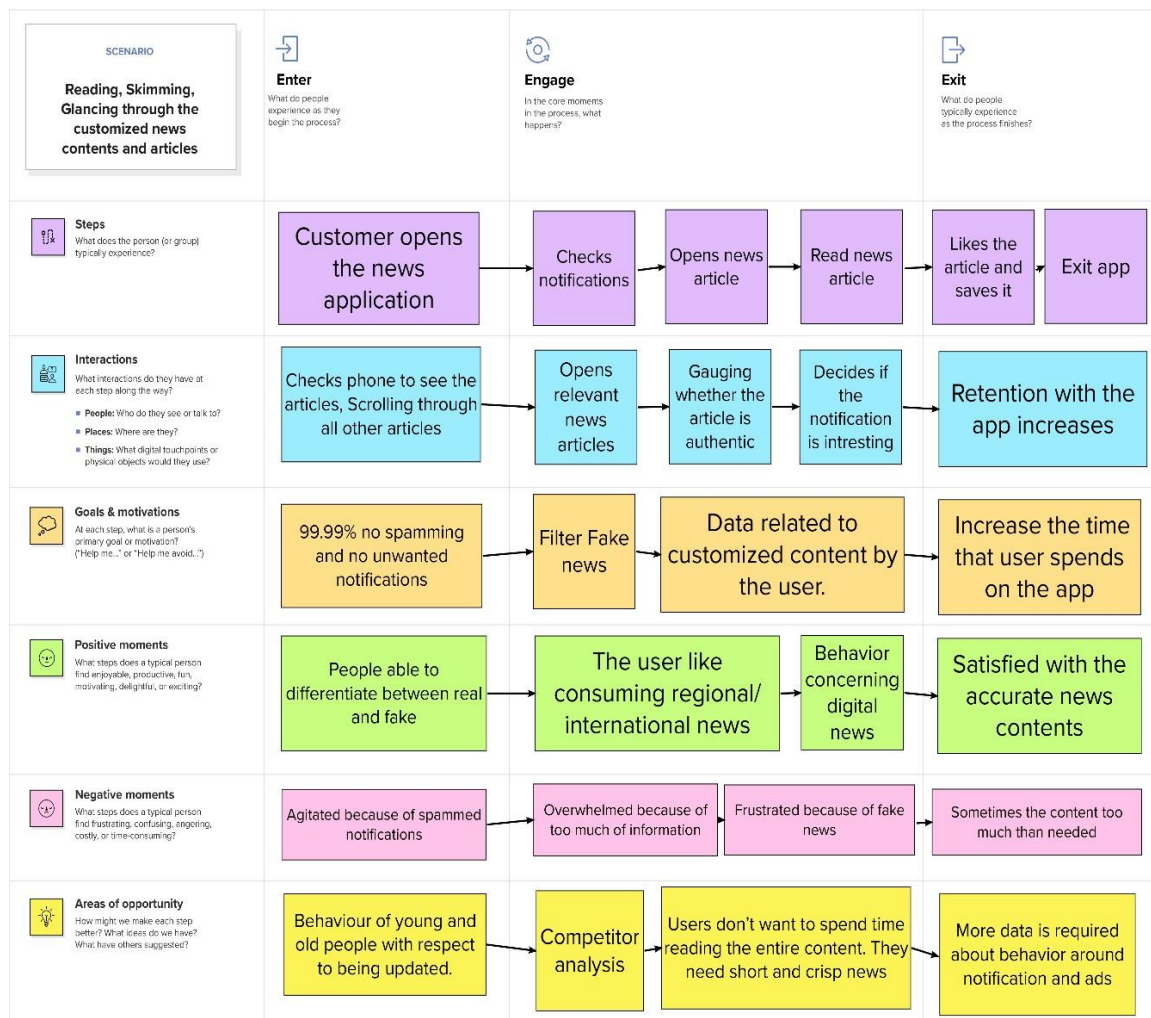 SCENARIO
Reading, Skimming,
Glancing through the
customized news
contents and articles
Enter
What do people
experience as they
begin the process?
Engage
In the core moments
in the process, what
happens?
Exit
What do people
typically experience
as the process finishes?
Steps
What does the person (or group)
typically experience?
Customer opens
the news
application
Checks
notifications
Opens news
article
Read news
article
Likes the
article and
saves it
Exit app
Interactions
What interactions do they have at
each step along the way?
People: Who do they see or talk to?
Places: Where are they?
Things: What digital touchpoints or
physical objects would they use?
Checks phone to see the
articles, Scrolling through
all other articles
Opens
relevant
news
articles
Gauging
whether the
article is
authentic
Decides if
the
notification
is intresting
Retention with the
app increases
Goals & motivations
At each step, what is a person's
primary goal or motivation?
("Help me..." or "Help me avoid...")
99.99% no spamming
and no unwanted
notifications
Filter Fake
news
Data related to
customized content by
the user.
Increase the time
that user spends
on the app
Positive moments
What steps does a typical person
find enjoyable, productive, fun,
motivating, delightful, or exciting?
People able to
differentiate between real
and fake
The user like
consuming regional/
international news
Behavior
concerning
digital
news
Satisfied with the
accurate news
contents
Negative moments
What steps does a typical person
find frustrating, confusing, angering,
costly, or time-consuming?
Agitated because of spammed
notifications
Overwhelmed because of
too much of information
Frustrated because of fake
news
Sometimes the content too
much than needed
Areas of opportunity
How might we make each step
better? What ideas do we have?
What have others suggested?
Behaviour of young and
old people with respect
to being updated.
Competitor
analysis
Users don't want to spend time
reading the entire content. They
need short and crisp news
More data is required
about behavior around
notification and ads